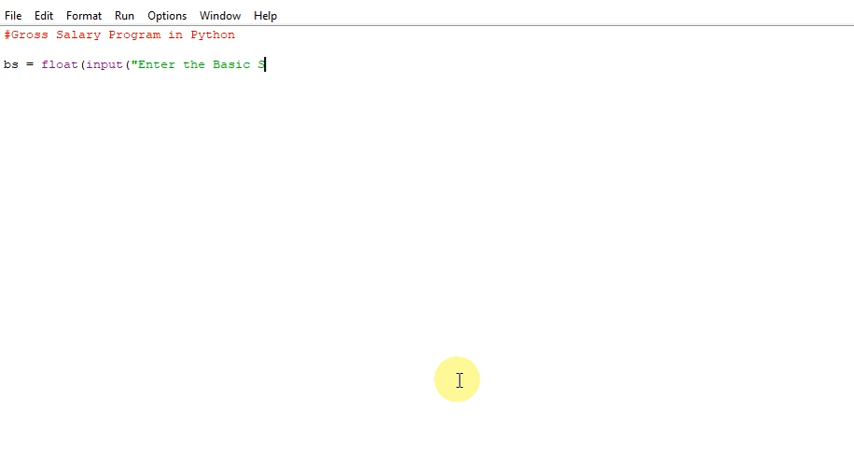 File Edit Format Run Options Window Help
#Gross Salary Program in Python
bs = float(input("Enter the Basic S